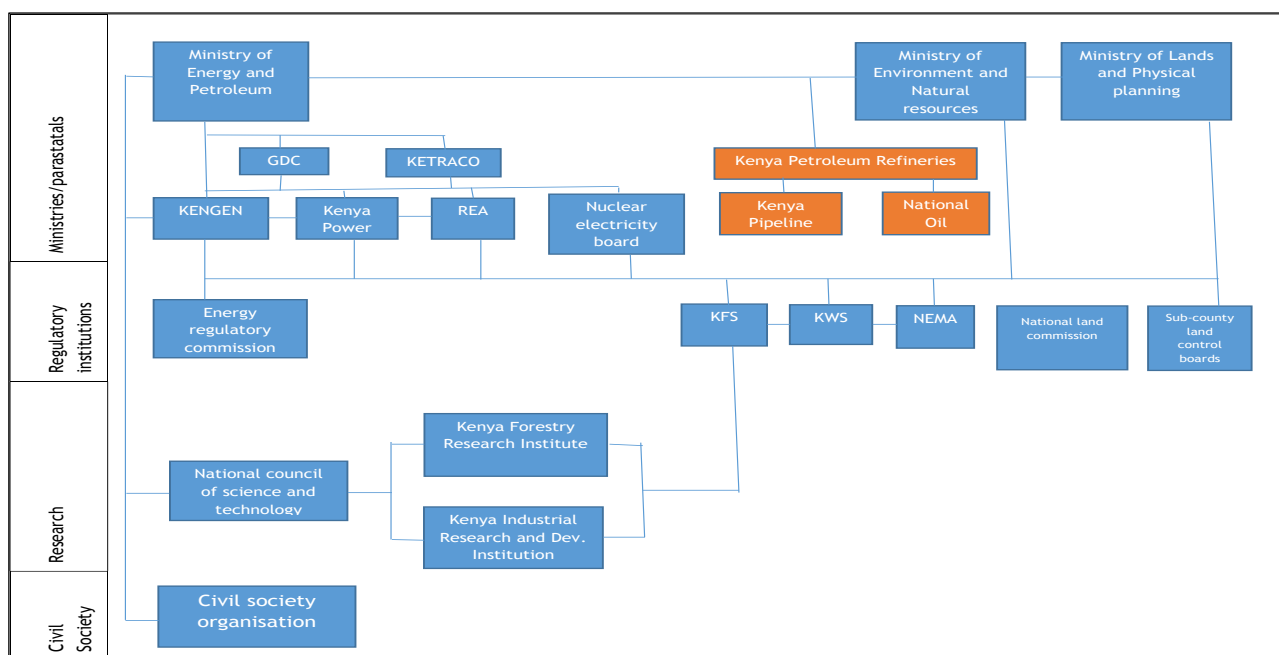 Ministries/parastatals
Ministry of
Energy and
Petroleum
Ministry of
Environment and
Natural
resources
Ministry of Lands
and Physical
planning
GDC
KETRACO
Kenya Petroleum Refineries
KENGEN
Kenya
Power
REA
Nuclear
electricity
board
Kenya
Pipeline
National
Oil
Regulatory
institutions
Energy
regulatory
commission
KFS
KWS
NEMA
National land
commission
Sub-county
land
control
boards
Research
Kenya Forestry
Research Institute
National council
of science and
technology
Kenya Industrial
Research and Dev.
Institution
Civil
Society
Civil society
organisation